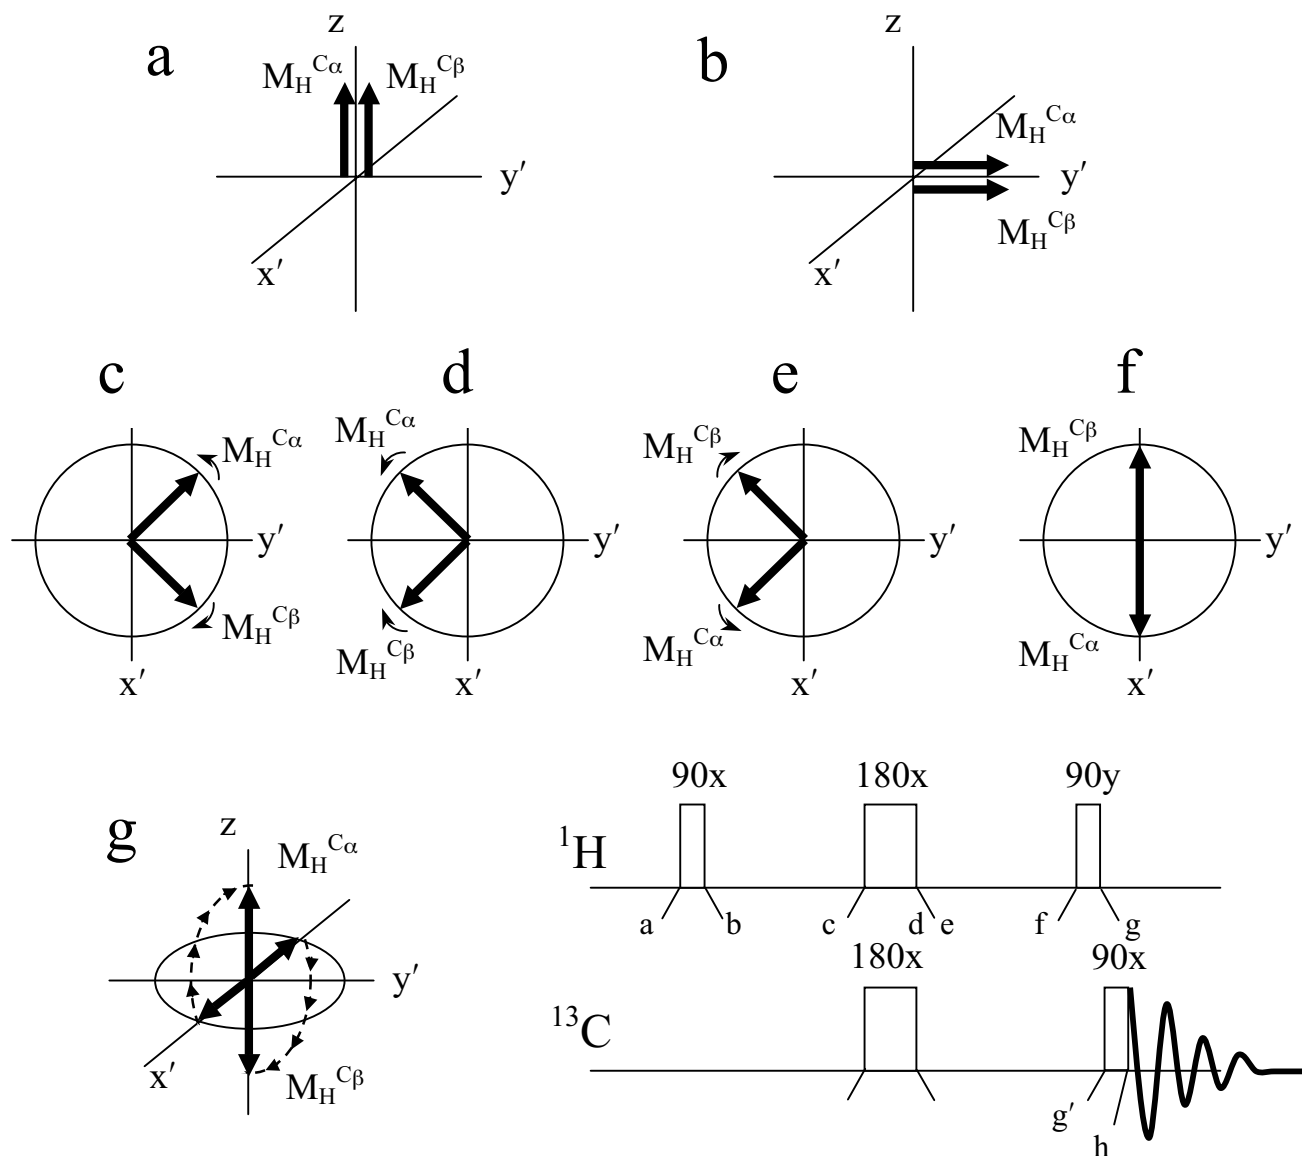 a
z
M_H^Cα M_H^Cβ
y′
x′
b
z
M_H^Cα
y′
M_H^Cβ
x′
c
M_H^Cα
y′
M_H^Cβ
x′
d
M_H^Cα
y′
M_H^Cβ
x′
e
M_H^Cβ
y′
M_H^Cα
x′
f
M_H^Cβ
y′
M_H^Cα
x′
g
z
M_H^Cα
y′
x′
M_H^Cβ
90x 180x 90y
¹H
a b c d e f g
180x 90x
¹³C
g′
h